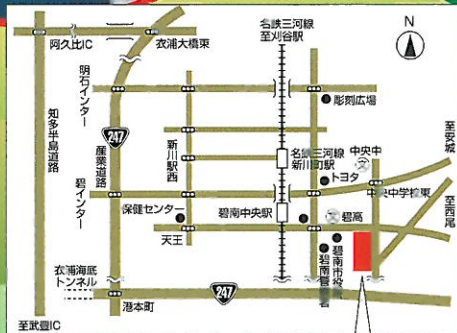 名鉄三河線
至刈谷駅
N
阿久比IC
衣浦大橋東
明石インター
彫刻広場
知多半島道路
247
産業道路
新川駅西
名鉄三河線
新川町駅
中央中
至安城
トヨタ
碧インター
保健センター
碧南中央駅
中央中学校東
至西尾
碧高
天王
碧南警察署
碧南市役所
衣浦海底
トンネル
港本町
247
至武豊IC